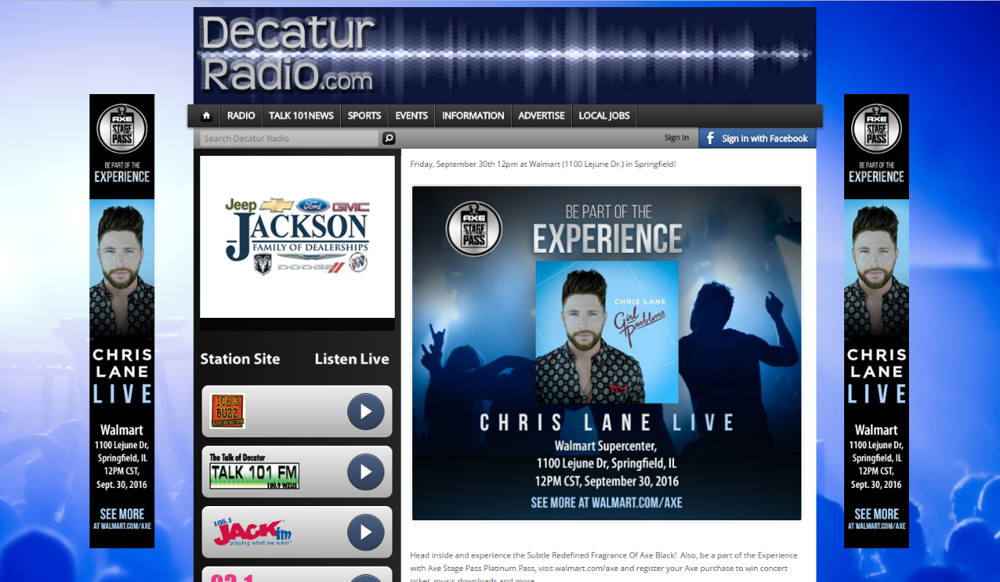 Decatur
Radio.com
RADIO
TALK 101NEWS
SPORTS
EVENTS
INFORMATION
ADVERTISE
LOCAL JOBS
Search Decatur Radio
Sign In
f Sign In with Facebook
AXE
STAGE
PASS
BE PART OF THE
EXPERIENCE
CHRIS
LANE
LIVE
Walmart
1100 Lejune Dr,
Springfield, IL
12PM CST,
Sept. 30, 2016
SEE MORE
AT WALMART.COM/AXE
Jeep
Ford
GMC
JACKSON
FAMILY OF DEALERSHIPS
DODGE
Station Site
Listen Live
106.5
BUZZ
The Talk of Decatur
TALK 101 FM
100.9 WZUS
105.1
JACK fm
playing what we want
Friday, September 30th 12pm at Walmart (1100 Lejune Dr.) in Springfield!
AXE
STAGE
PASS
BE PART OF THE
EXPERIENCE
CHRIS LANE
Girl
Problems
CHRIS LANE LIVE
Walmart Supercenter,
1100 Lejune Dr, Springfield, IL
12PM CST, September 30, 2016
SEE MORE AT WALMART.COM/AXE
Head inside and experience the Subtle Redefined Fragrance Of Axe Black! Also, be a part of the Experience
with Axe Stage Pass Platinum Pass, visit walmart.com/axe and register your Axe purchase to win concert
ticket, music downloads and more
AXE
STAGE
PASS
BE PART OF THE
EXPERIENCE
CHRIS
LANE
LIVE
Walmart
1100 Lejune Dr,
Springfield, IL
12PM CST,
Sept. 30, 2016
SEE MORE
AT WALMART.COM/AXE